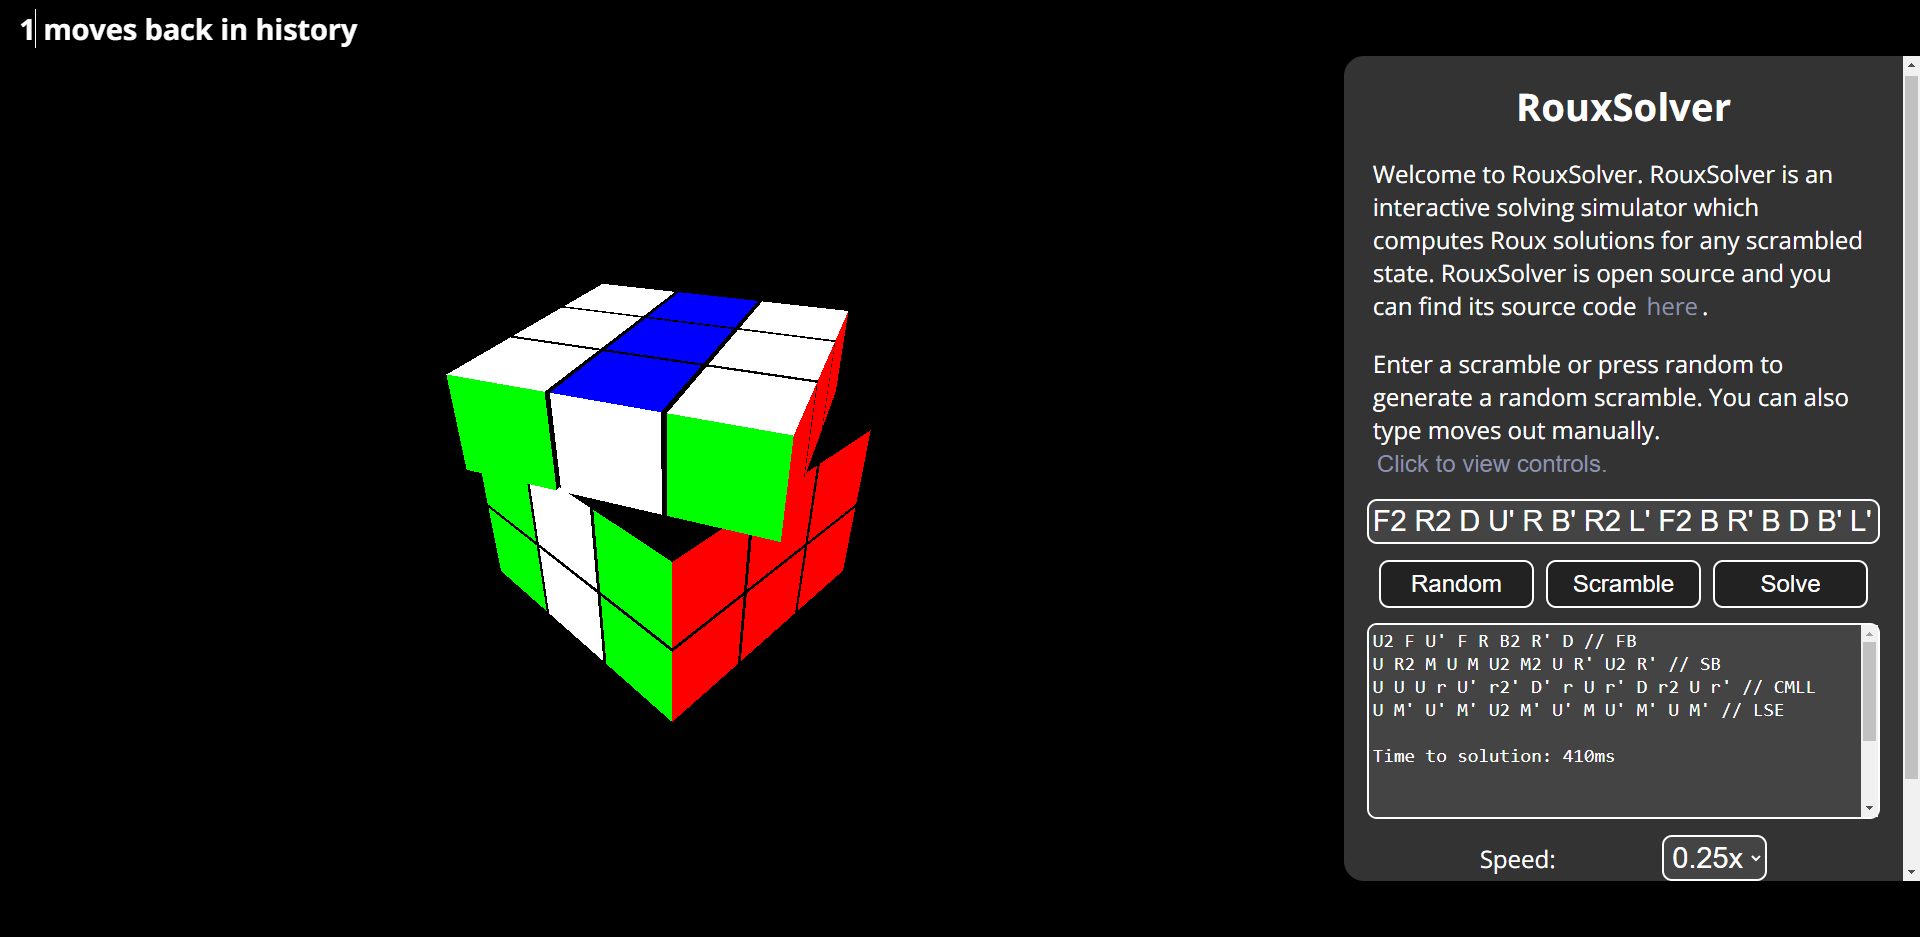 1 moves back in history
RouxSolver
Welcome to RouxSolver. RouxSolver is an
interactive solving simulator which
computes Roux solutions for any scrambled
state. RouxSolver is open source and you
can find its source code here.
Enter a scramble or press random to
generate a random scramble. You can also
type moves out manually.
Click to view controls.
F2 R2 D U' R B' R2 L' F2 B R' B D B' L'
Random Scramble Solve
U2 F U' F R B2 R' D // FB
U R2 M U M U2 M2 U R' U2 R' // SB
U U U r U' r2' D' r U r' D r2 U r' // CMLL
U M' U' M' U2 M' U' M U' M' U M' // LSE
Time to solution: 410ms
Speed: 0.25x